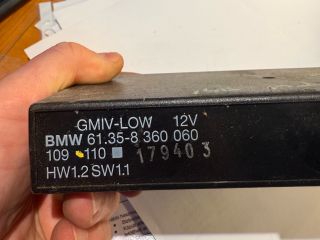 GMIV-LOW 12V
BMW 61.35-8 360 060
109 110 179403
HW1.2 SW1.1